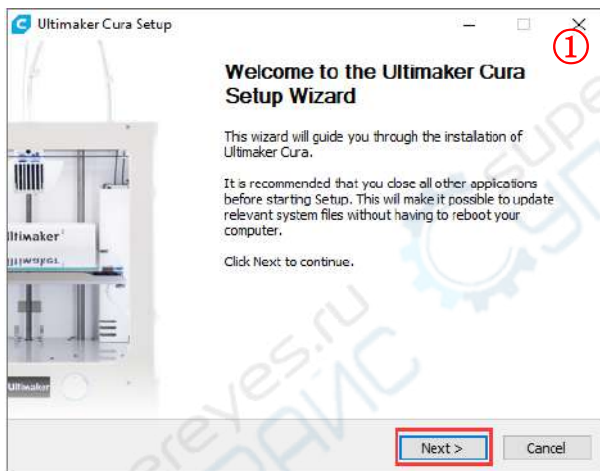 Ultimaker Cura Setup
①
Welcome to the Ultimaker Cura
Setup Wizard
This wizard will guide you through the installation of
Ultimaker Cura.
It is recommended that you close all other applications
before starting Setup. This will make it possible to update
relevant system files without having to reboot your
computer.
Click Next to continue.
Ultimaker
Ultimaker
Next >
Cancel